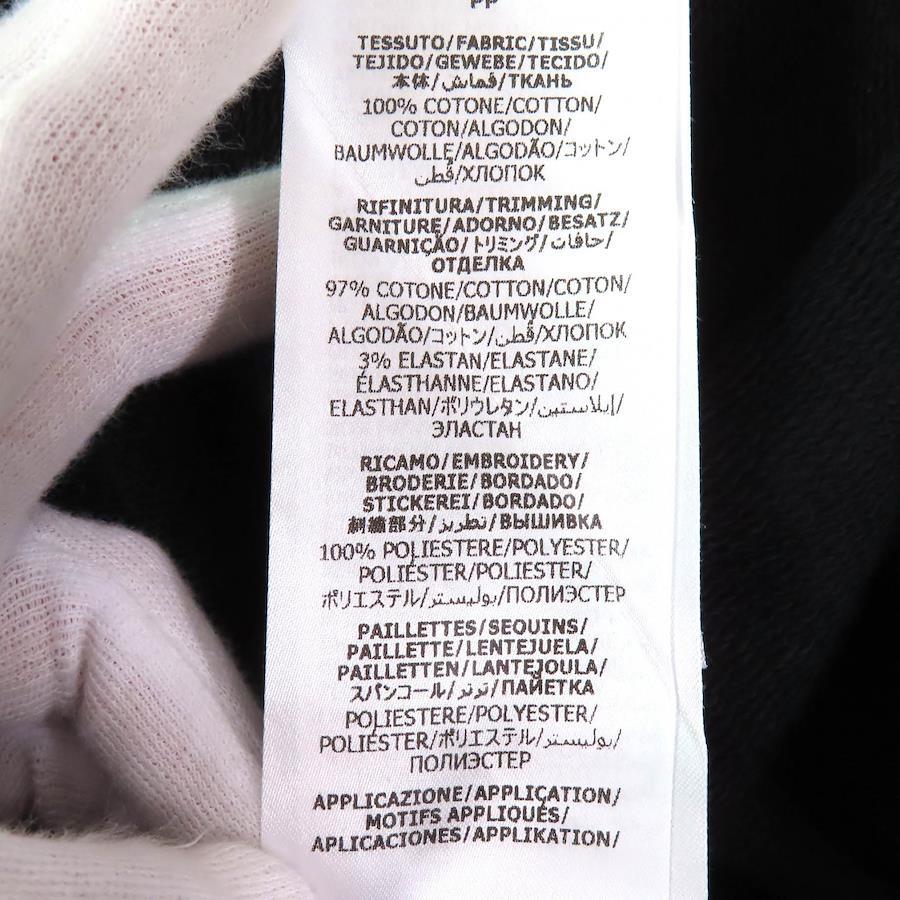 PP
TESSUTO/FABRIC/TISSU/
TEJIDO/GEWEBE/TECIDO/
本体/قماش/ТКАНЬ
100% COTONE/COTTON/
COTON/ALGODON/
BAUMWOLLE/ALGODÃO/コットン/
قُطن/ХЛОПОК
RIFINITURA/TRIMMING/
GARNITURE/ADORNO/BESATZ/
GUARNIÇÃO/トリミング/حافات/
ОТДЕЛКА
97% COTONE/COTTON/COTON/
ALGODON/BAUMWOLLE/
ALGODÃO/コットン/قُطن/ХЛОПОК
3% ELASTAN/ELASTANE/
ÉLASTHANNE/ELASTANO/
ELASTHAN/ポリウレタン/إيلاستين/
ЭЛАСТАН
RICAMO/EMBROIDERY/
BRODERIE/BORDADO/
STICKEREI/BORDADO/
刺繍部分/تطريز/ВЫШИВКА
100% POLIESTERE/POLYESTER/
POLIÉSTER/POLIESTER/
ポリエステル/بوليستر/ПОЛИЭСТЕР
PAILLETTES/SEQUINS/
PAILLETTE/LENTEJUELA/
PAILLETTEN/LANTEJOULA/
スパンコール/ترتر/ПАЙЕТКА
POLIESTERE/POLYESTER/
POLIÉSTER/ポリエステル/بوليستر/
ПОЛИЭСТЕР
APPLICAZIONE/APPLICATION/
MOTIFS APPLIQUÉS/
APLICACIONES/APPLIKATION/